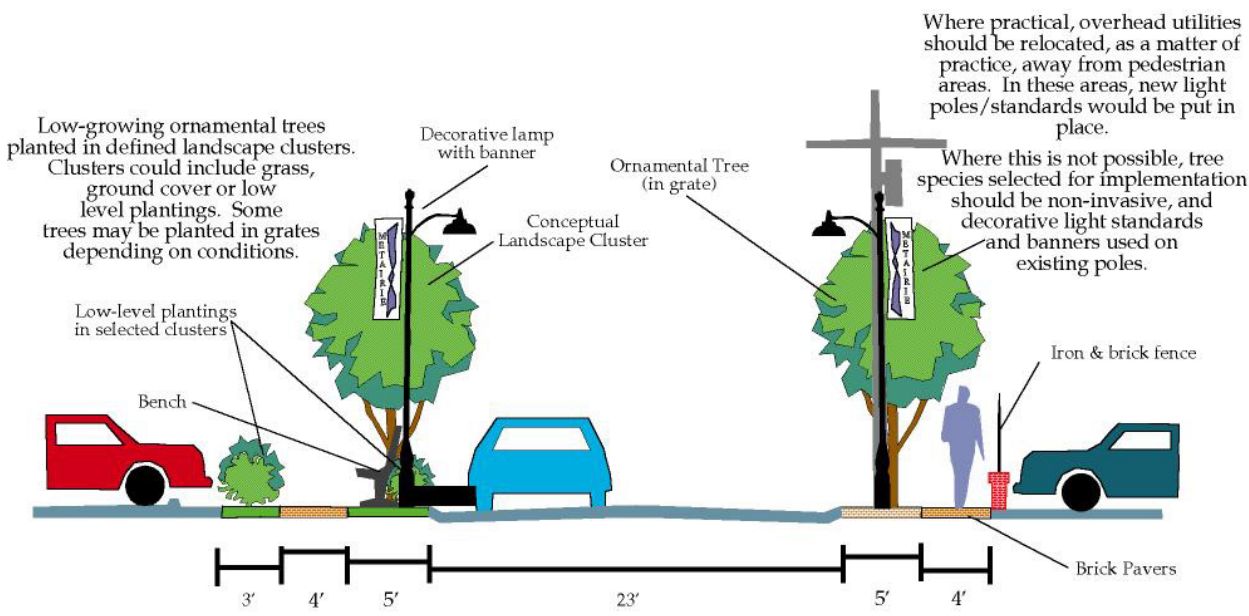 Low-growing ornamental trees
planted in defined landscape clusters.
Clusters could include grass,
ground cover or low
level plantings. Some
trees may be planted in grates
depending on conditions.
Decorative lamp
with banner
Conceptual
Landscape Cluster
Low-level plantings
in selected clusters
Bench
METAIRIE
Ornamental Tree
(in grate)
Where practical, overhead utilities
should be relocated, as a matter of
practice, away from pedestrian
areas. In these areas, new light
poles/standards would be put in
place.
Where this is not possible, tree
species selected for implementation
should be non-invasive, and
decorative light standards
and banners used on
existing poles.
METAIRIE
Iron & brick fence
Brick Pavers
3'
4'
5'
23'
5'
4'